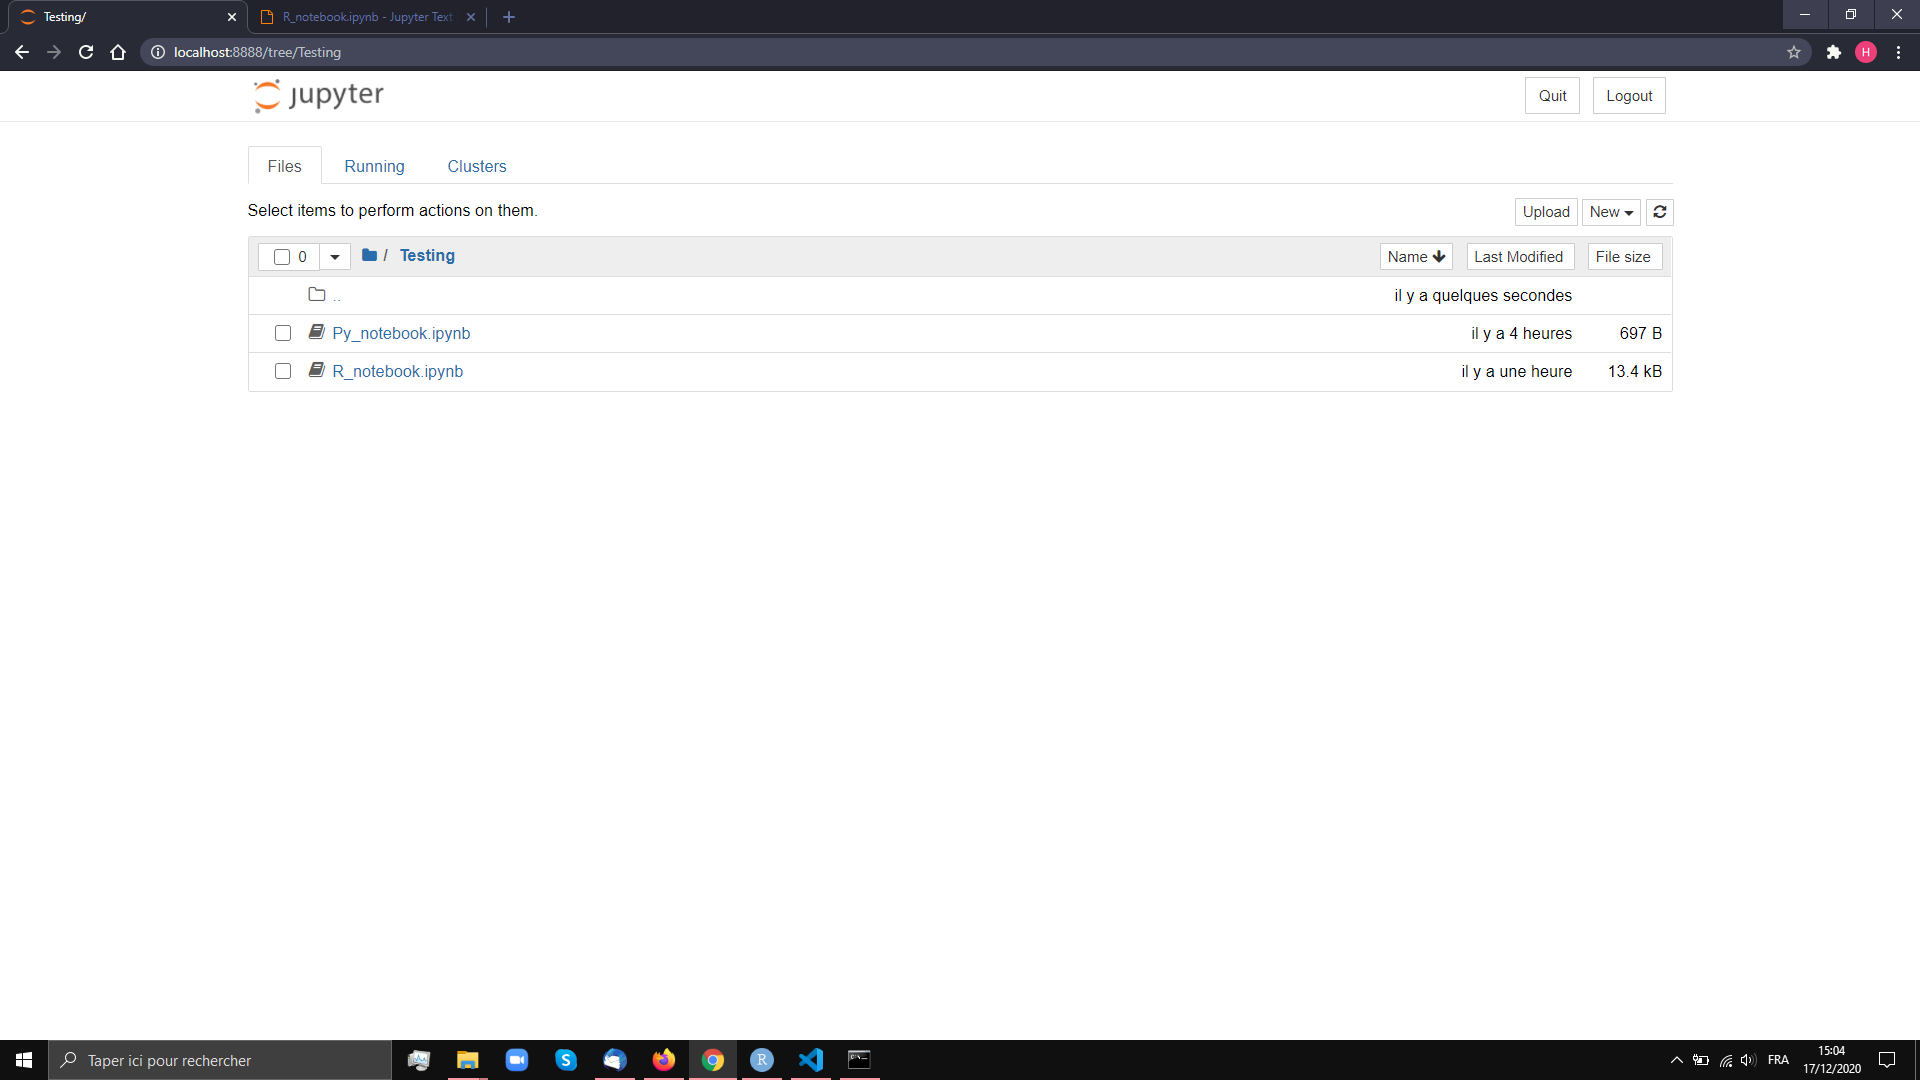 Testing/
R_notebook.ipynb - Jupyter Text
localhost:8888/tree/Testing
H
jupyter
Quit
Logout
Files
Running
Clusters
Select items to perform actions on them.
Upload
New
0
/
Testing
Name
Last Modified
File size
..
il y a quelques secondes
Py_notebook.ipynb
il y a 4 heures
697 B
R_notebook.ipynb
il y a une heure
13.4 kB
Taper ici pour rechercher
S
R
FRA
15:04
17/12/2020